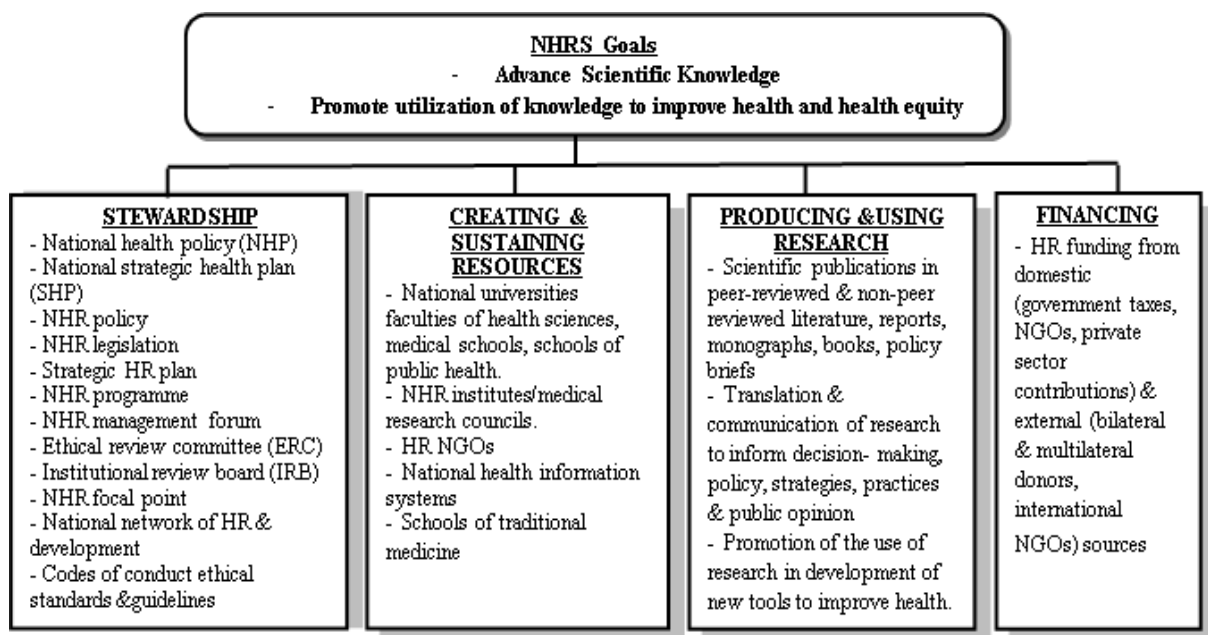 NHRS Goals
- Advance Scientific Knowledge
- Promote utilization of knowledge to improve health and health equity
STEWARDSHIP
- National health policy (NHP)
- National strategic health plan
(SHP)
- NHR policy
- NHR legislation
- Strategic HR plan
- NHR programme
- NHR management forum
- Ethical review committee (ERC)
- Institutional review board (IRB)
- NHR focal point
- National network of HR &
development
- Codes of conduct ethical
standards &guidelines
CREATING &
SUSTAINING
RESOURCES
- National universities
faculties of health sciences,
medical schools, schools of
public health.
- NHR institutes/medical
research councils.
- HR NGOs
- National health information
systems
- Schools of traditional
medicine
PRODUCING &USING
RESEARCH
- Scientific publications in
peer-reviewed & non-peer
reviewed literature, reports,
monographs, books, policy
briefs
- Translation &
communication of research
to inform decision- making,
policy, strategies, practices
& public opinion
- Promotion of the use of
research in development of
new tools to improve health.
FINANCING
- HR funding from
domestic
(government taxes,
NGOs, private
sector
contributions) &
external (bilateral
& multilateral
donors,
international
NGOs) sources